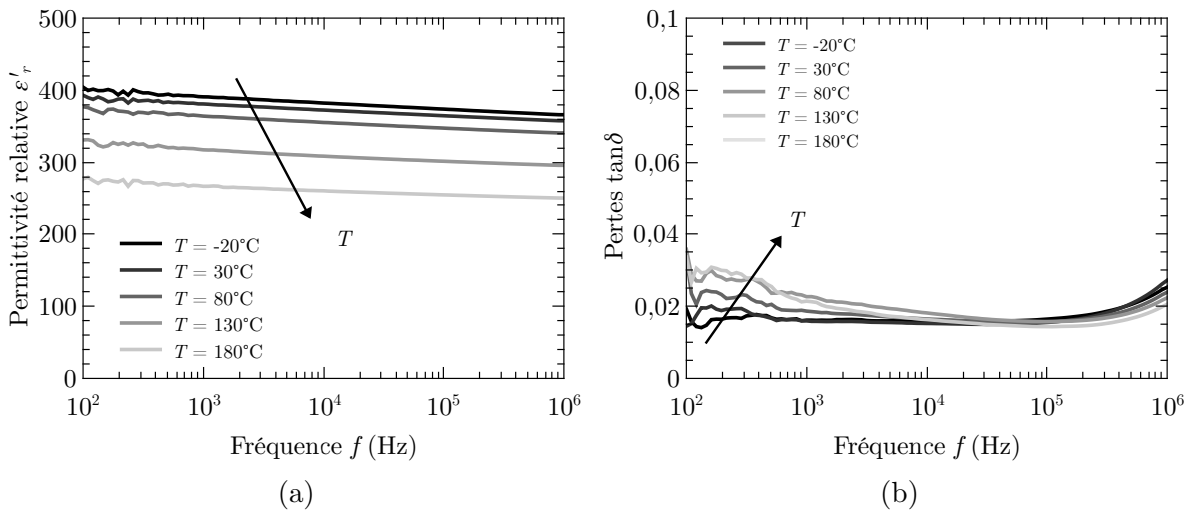 500
400
300
200
100
0
Permittivité relative ε′r
T
T = -20°C
T = 30°C
T = 80°C
T = 130°C
T = 180°C
10² 10³ 10⁴ 10⁵ 10⁶
Fréquence f (Hz)
(a)
0,1
0,08
0,06
0,04
0,02
0
Pertes tanδ
T = -20°C
T = 30°C
T = 80°C
T = 130°C
T = 180°C
T
10² 10³ 10⁴ 10⁵ 10⁶
Fréquence f (Hz)
(b)